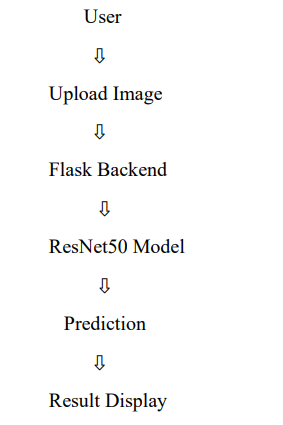 User
⇩
Upload Image
⇩
Flask Backend
⇩
ResNet50 Model
⇩
Prediction
⇩
Result Display